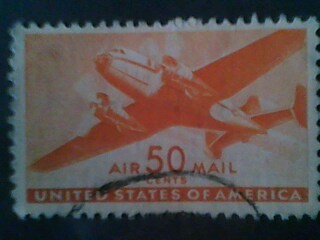 AIR 50 MAIL
CENTS
UNITED STATES OF AMERICA